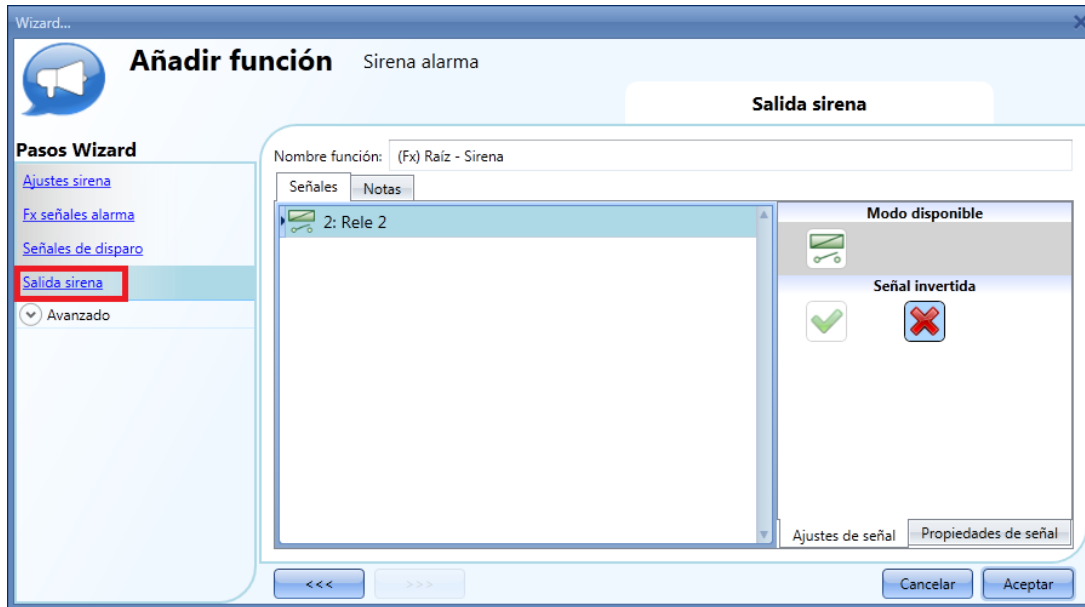 Wizard...
Añadir función Sirena alarma
Salida sirena
Pasos Wizard
Ajustes sirena
Fx señales alarma
Señales de disparo
Salida sirena
Avanzado
Nombre función: (Fx) Raíz - Sirena
Señales Notas
2: Rele 2
Modo disponible
Señal invertida
Ajustes de señal Propiedades de señal
<<< >>> Cancelar Aceptar